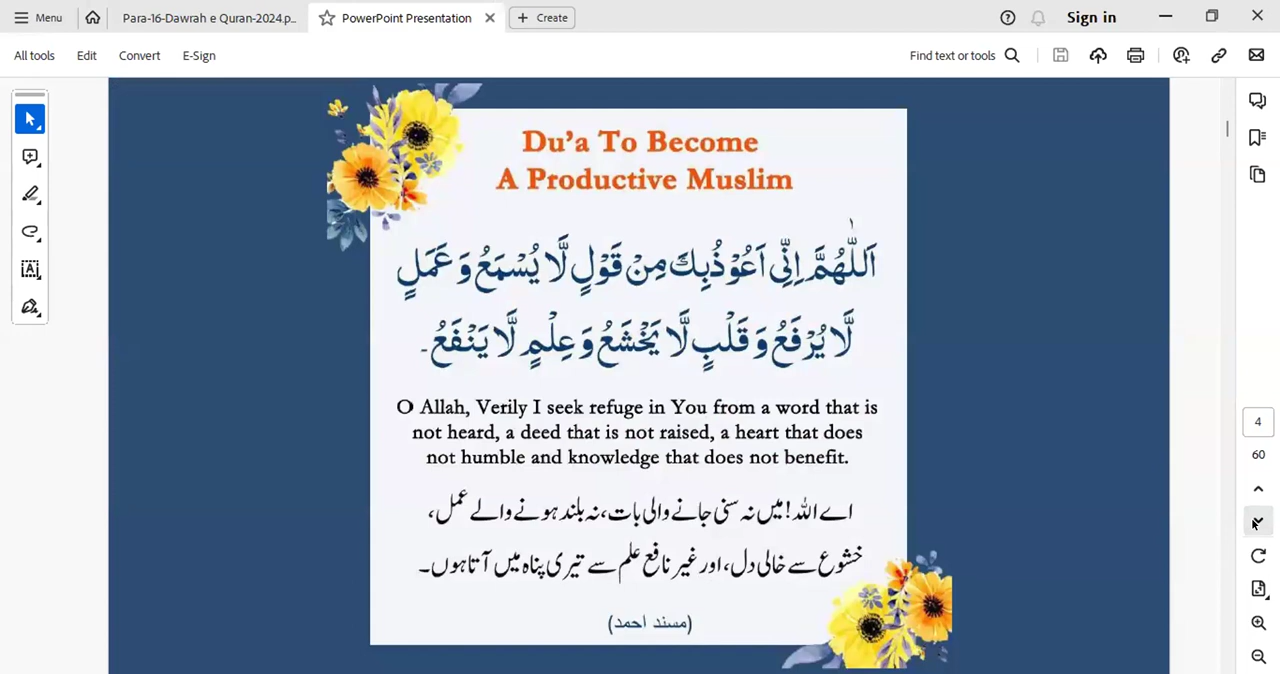 Menu
Para-16-Dawrah e Quran-2024.p...
PowerPoint Presentation
Create
Sign in
All tools
Edit
Convert
E-Sign
Find text or tools
Du’a To Become
A Productive Muslim
اَللّٰهُمَّ اِنِّىْ اَعُوْذُبِكَ مِنْ قَوْلٍ لَّا يُسْمَعُ وَ عَمَلٍ
لَّا يُرْفَعُ وَ قَلْبٍ لَّا يَخْشَعُ وَ عِلْمٍ لَّا يَنْفَعُ۔
O Allah, Verily I seek refuge in You from a word that is
not heard, a deed that is not raised, a heart that does
not humble and knowledge that does not benefit.
اے اللہ! میں نہ سنی جانے والی بات، نہ بلند ہونے والے عمل،
خشوع سے خالی دل، اور غیر نافع علم سے تیری پناہ میں آتا ہوں۔
(مسند احمد)
4
60